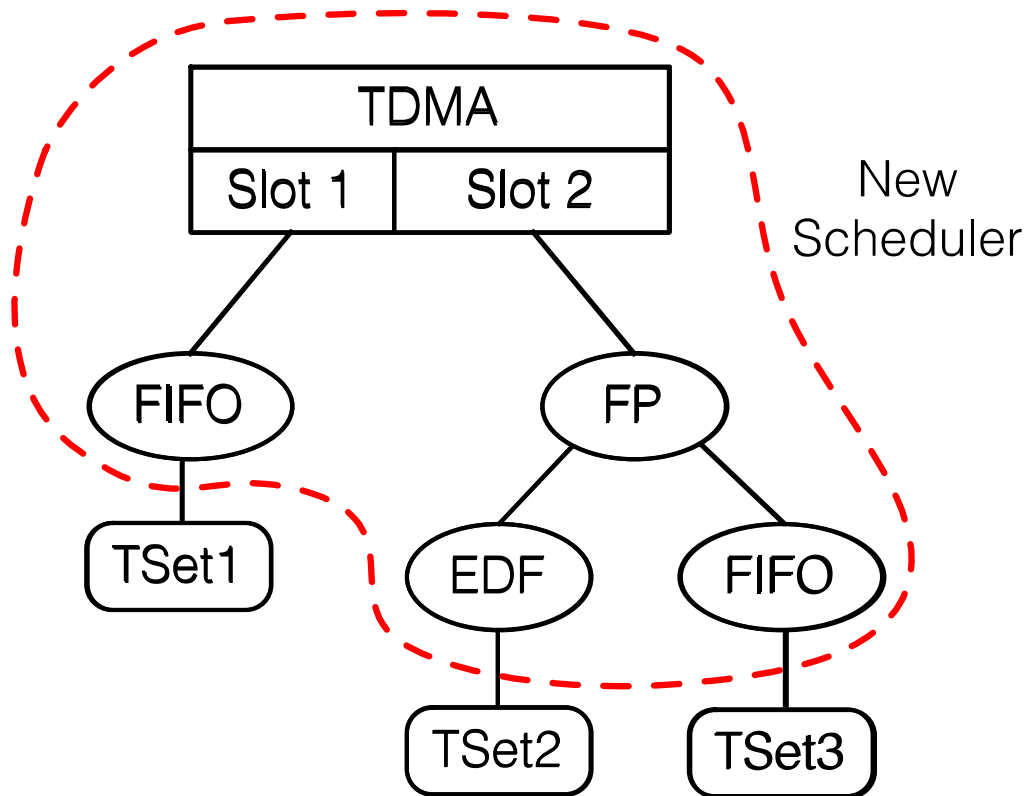 TDMA
Slot 1
Slot 2
New
Scheduler
FIFO
FP
TSet1
EDF
FIFO
TSet2
TSet3